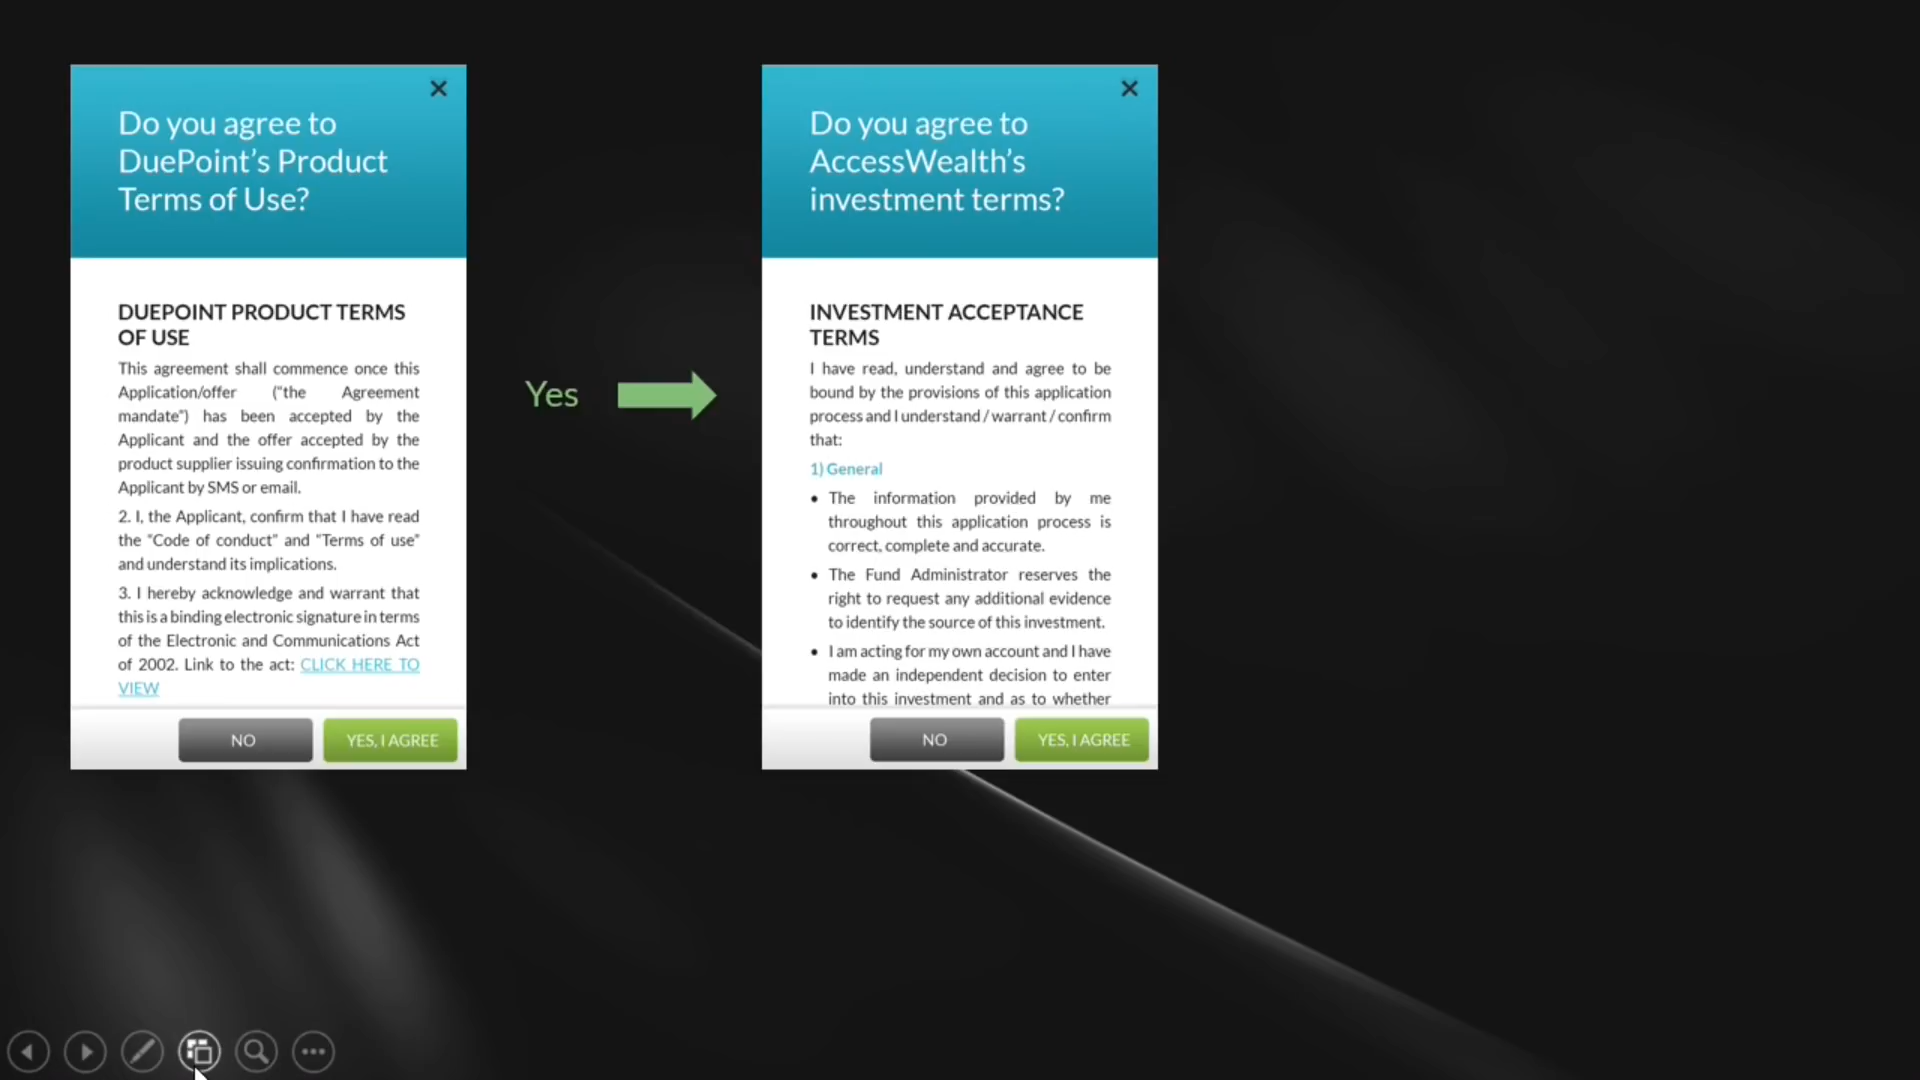 Do you agree to
DuePoint’s Product
Terms of Use?
DUEPOINT PRODUCT TERMS
OF USE
This agreement shall commence once this
Application/offer (“the Agreement
mandate”) has been accepted by the
Applicant and the offer accepted by the
product supplier issuing confirmation to the
Applicant by SMS or email.
2. I, the Applicant, confirm that I have read
the “Code of conduct” and “Terms of use”
and understand its implications.
3. I hereby acknowledge and warrant that
this is a binding electronic signature in terms
of the Electronic and Communications Act
of 2002. Link to the act: CLICK HERE TO
VIEW
NO
YES, I AGREE
Yes
Do you agree to
AccessWealth’s
investment terms?
INVESTMENT ACCEPTANCE
TERMS
I have read, understand and agree to be
bound by the provisions of this application
process and I understand / warrant / confirm
that:
1) General
• The information provided by me
throughout this application process is
correct, complete and accurate.
• The Fund Administrator reserves the
right to request any additional evidence
to identify the source of this investment.
• I am acting for my own account and I have
made an independent decision to enter
into this investment and as to whether
NO
YES, I AGREE